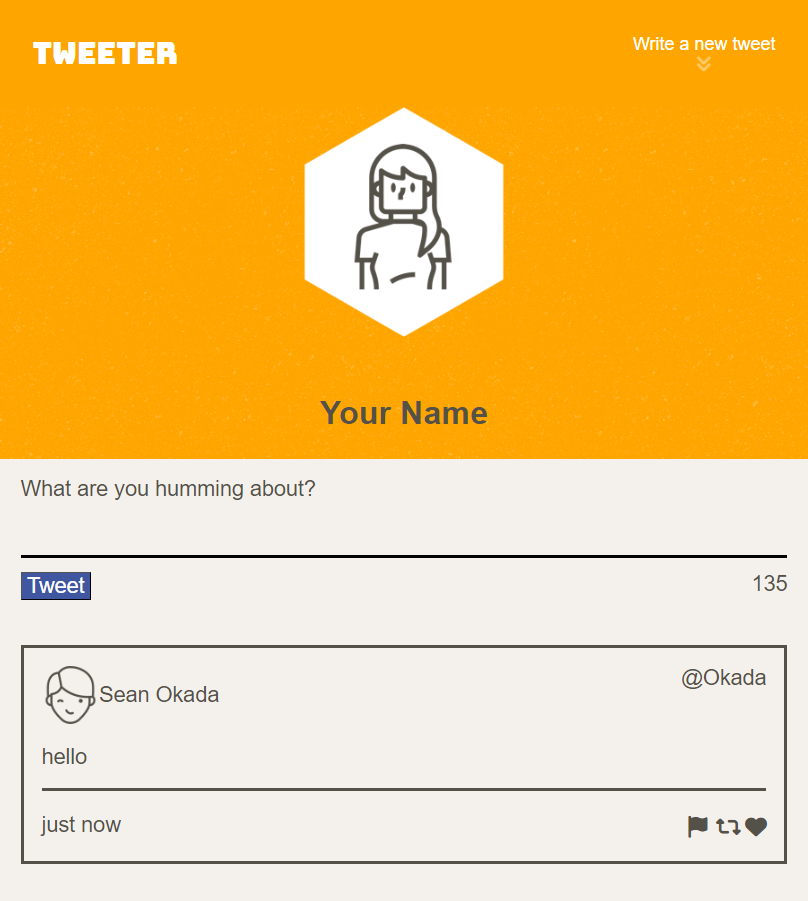 TWEETER
Write a new tweet
Your Name
What are you humming about?
Tweet
135
Sean Okada
@Okada
hello
just now